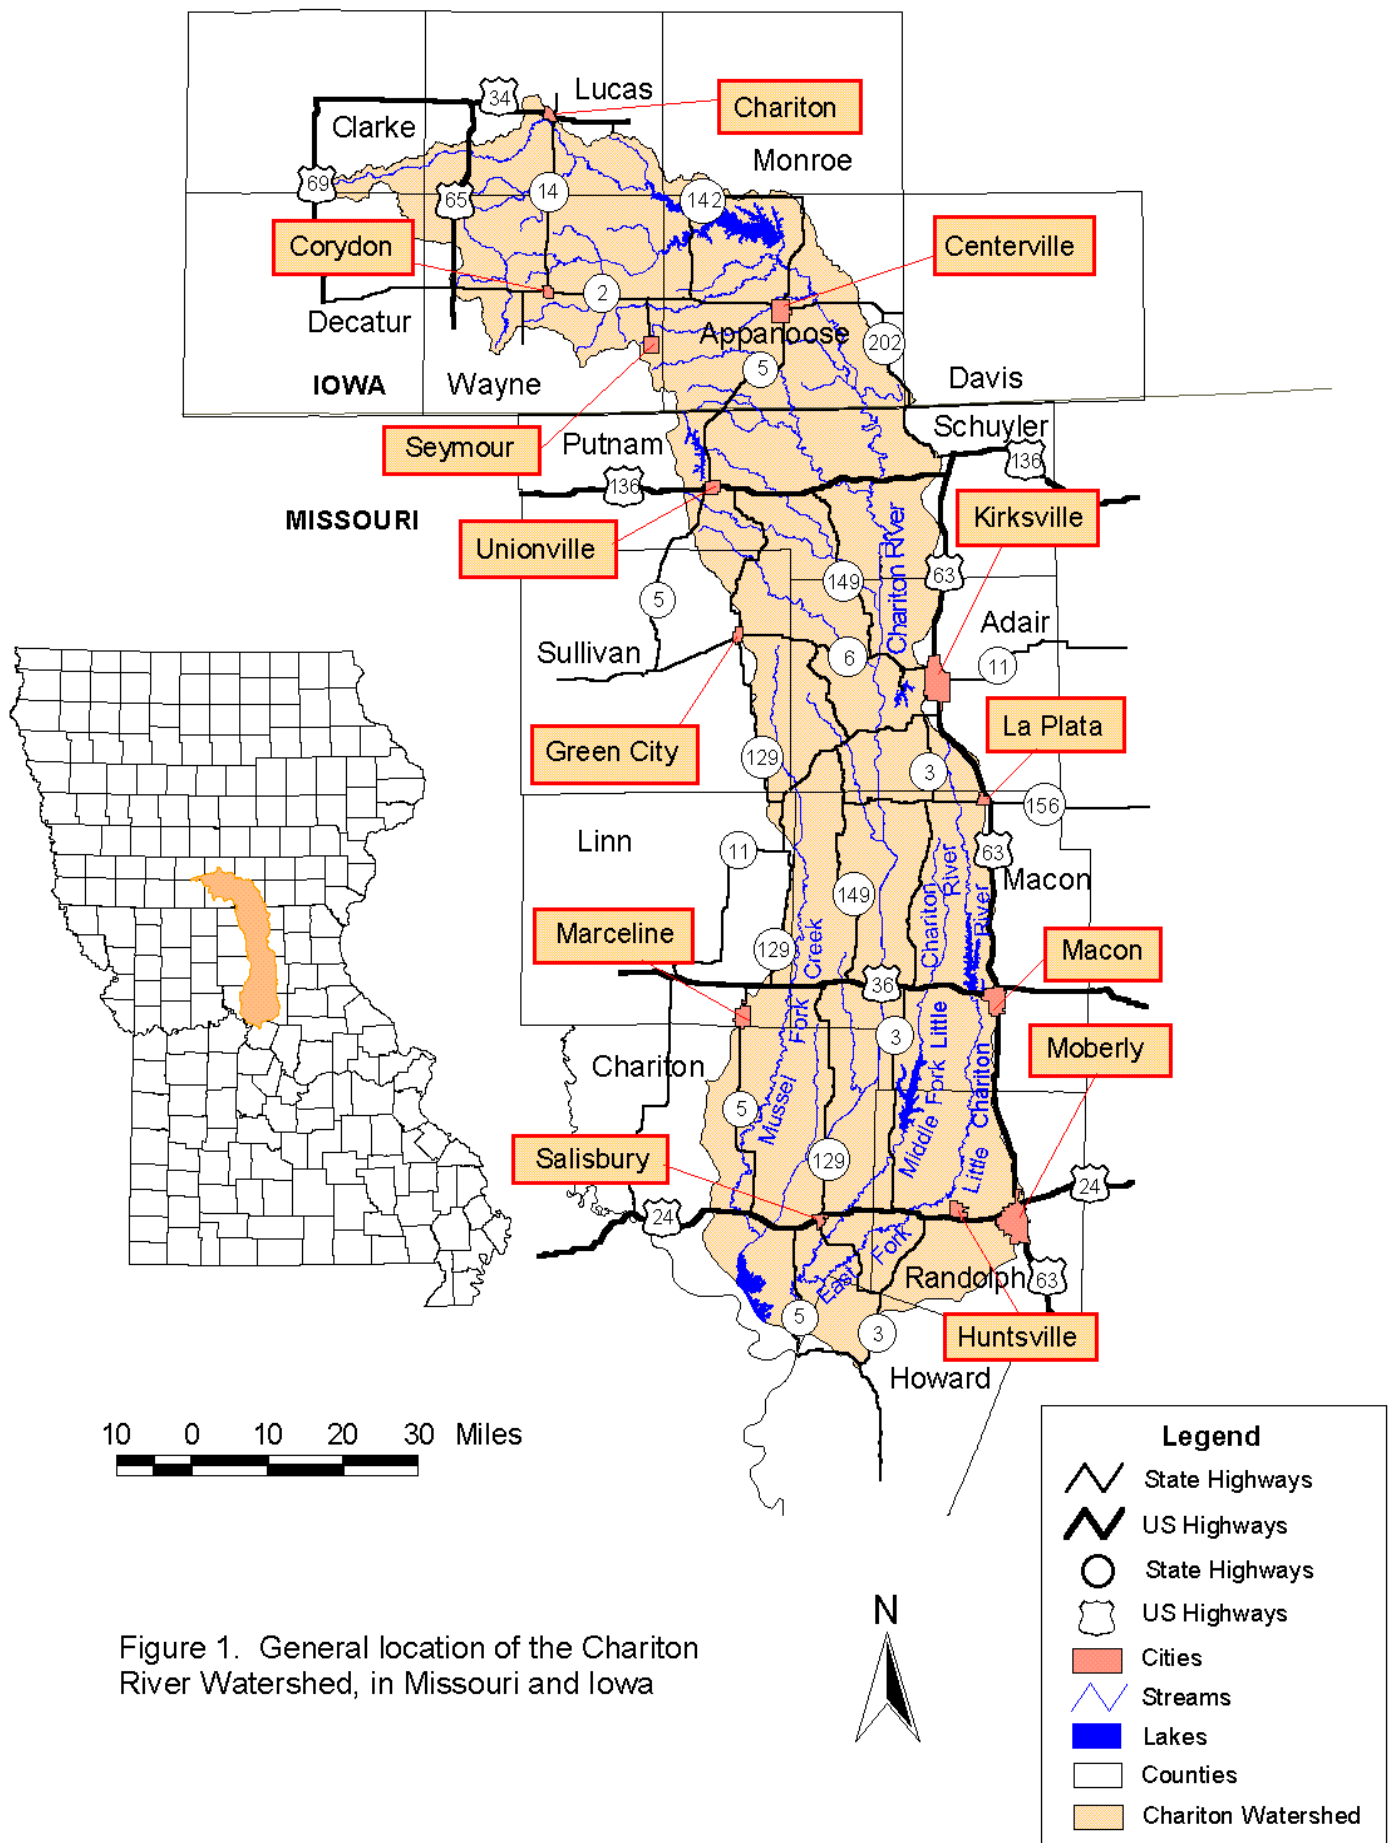 34
Lucas
Chariton
Clarke
Monroe
69
65
14
142
Corydon
Centerville
2
Decatur
Appanoose
202
5
IOWA
Wayne
Davis
Seymour
Putnam
Schuyler
136
136
MISSOURI
Kirksville
Unionville
Chariton River
149
63
5
Adair
Sullivan
6
11
La Plata
Green City
129
3
156
Linn
11
63
Macon
149
Marceline
129
Macon
36
Mussel Fork Creek
Middle Fork Little Chariton River
East Fork Little Chariton River
3
Moberly
Chariton
5
Salisbury
129
24
24
Randolph
63
5
3
Huntsville
Howard
10 0 10 20 30 Miles
Legend
State Highways
US Highways
State Highways
US Highways
Cities
Streams
Lakes
Counties
Chariton Watershed
N
Figure 1. General location of the Chariton
River Watershed, in Missouri and Iowa